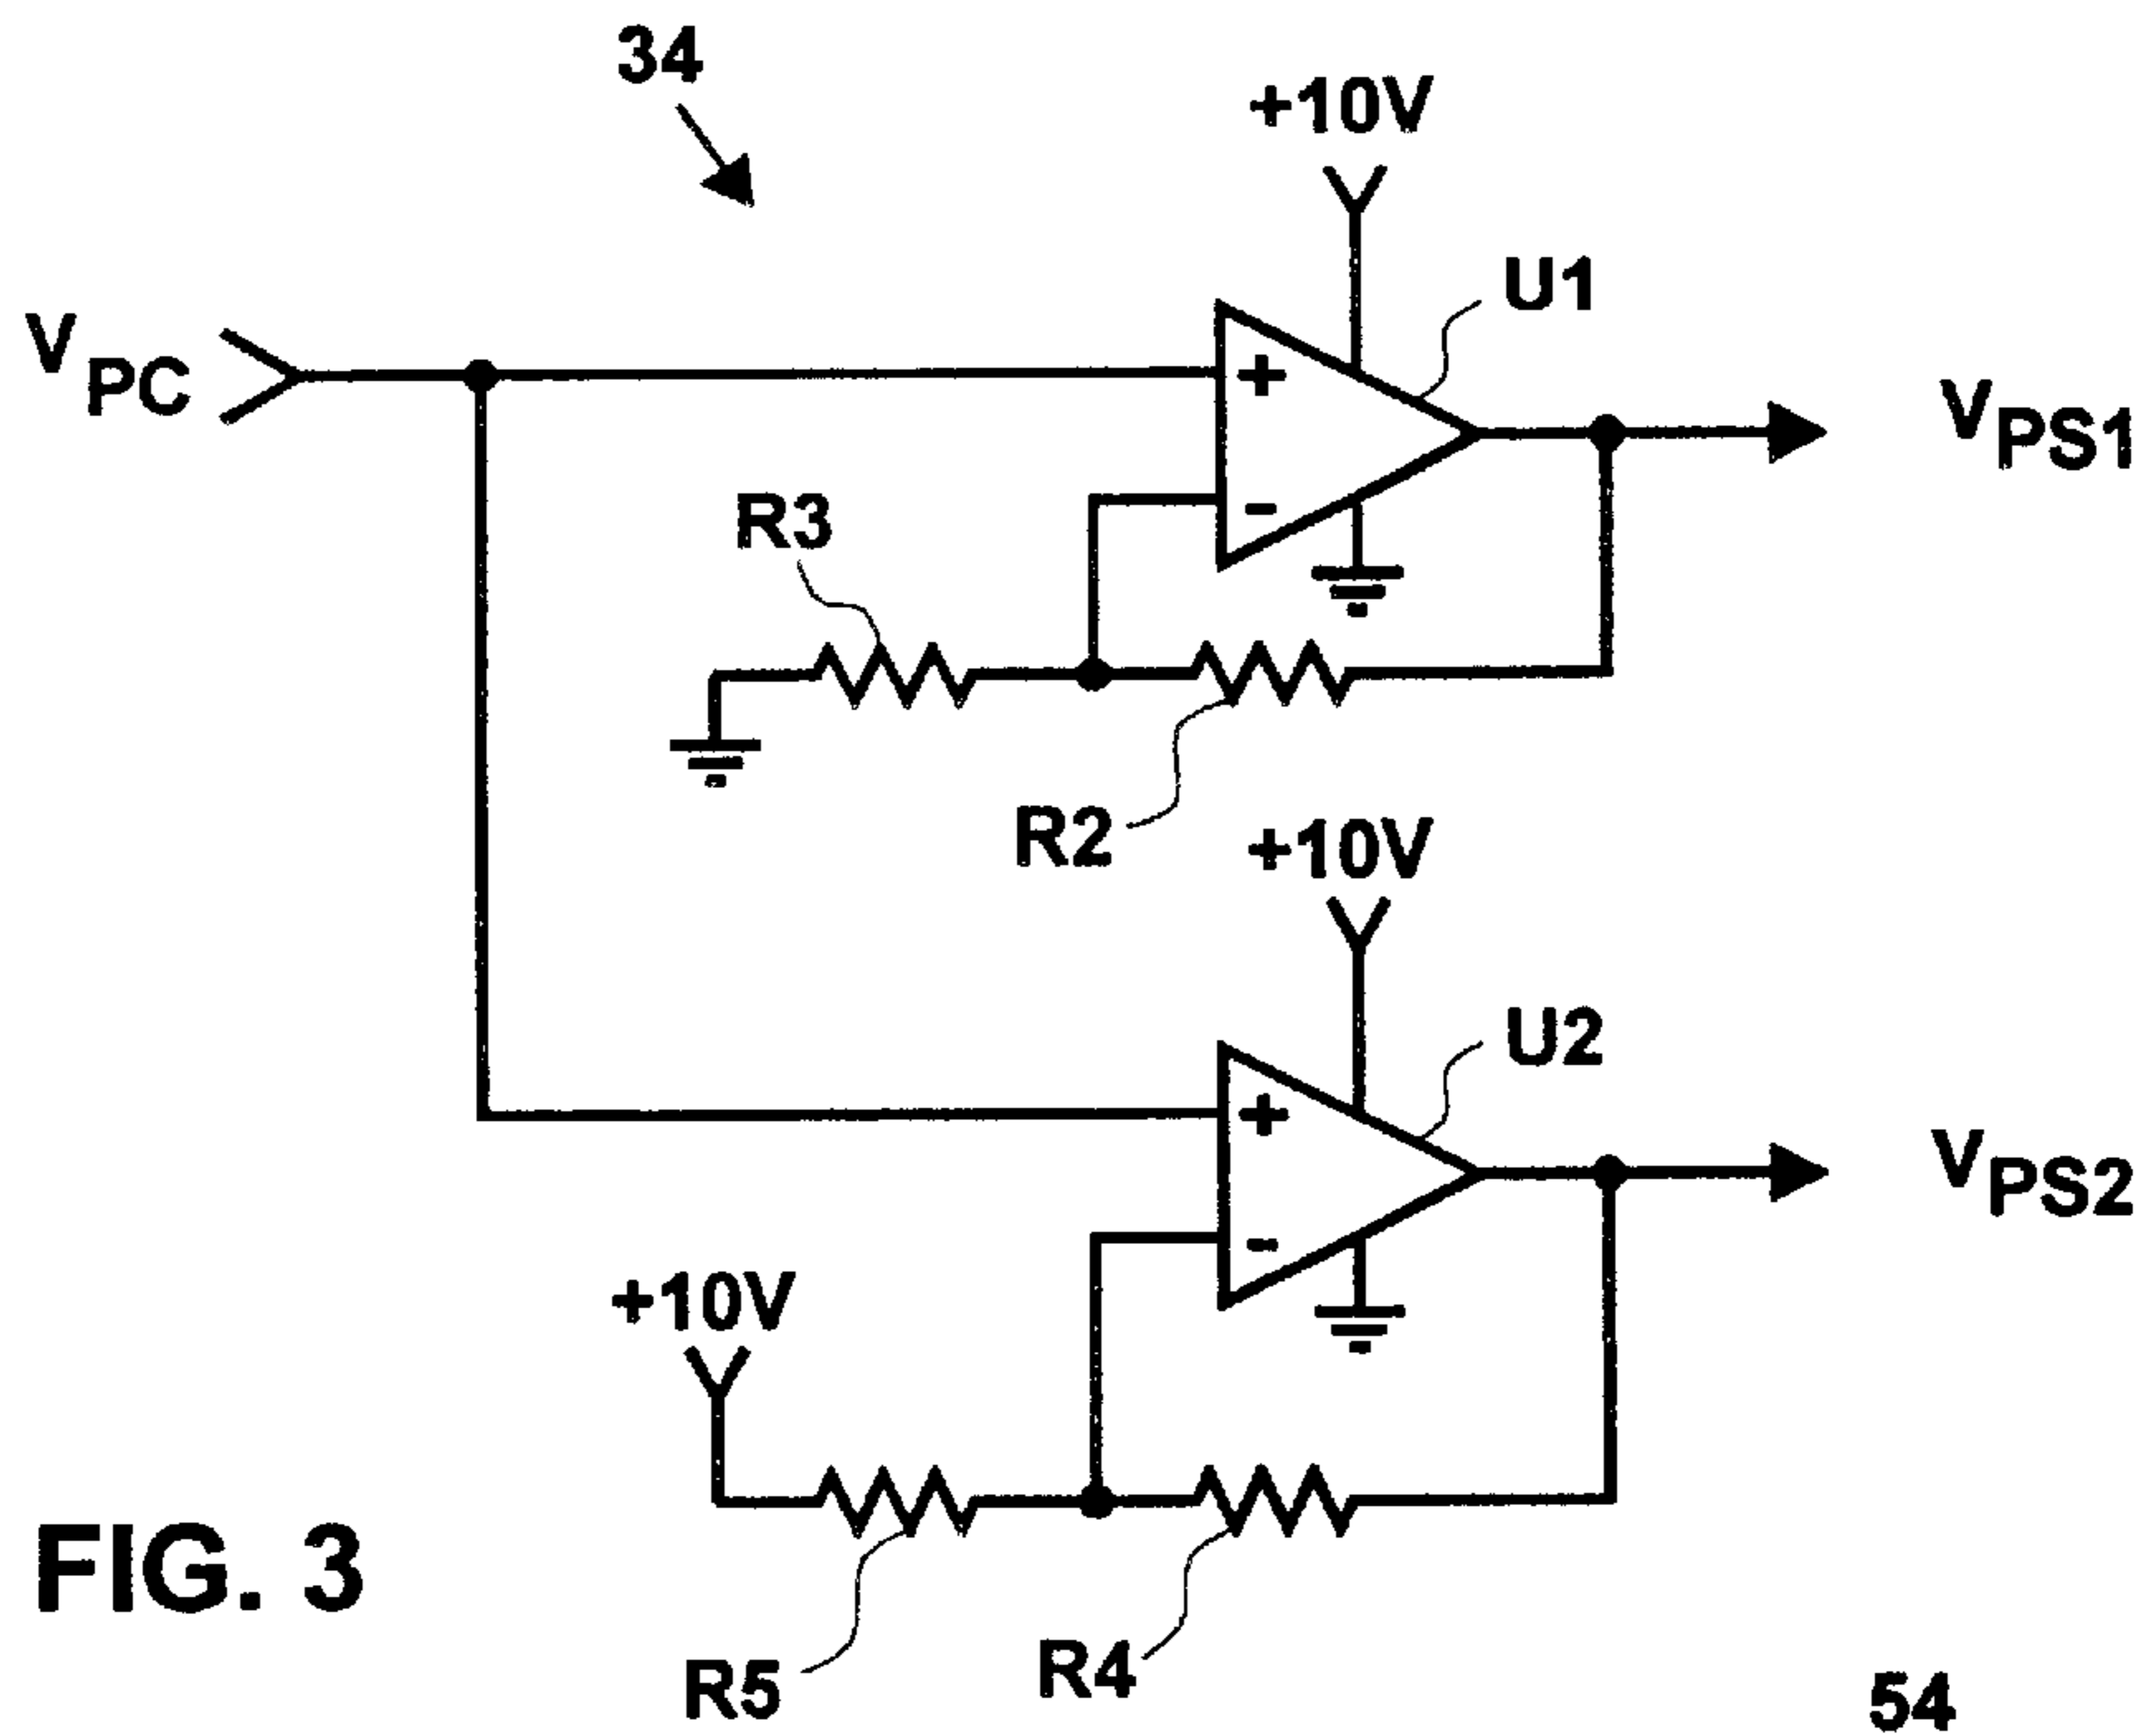 34
+10V
U1
VPC
+
VPS1
-
R3
R2
+10V
U2
+
VPS2
-
+10V
FIG. 3
R5
R4
54